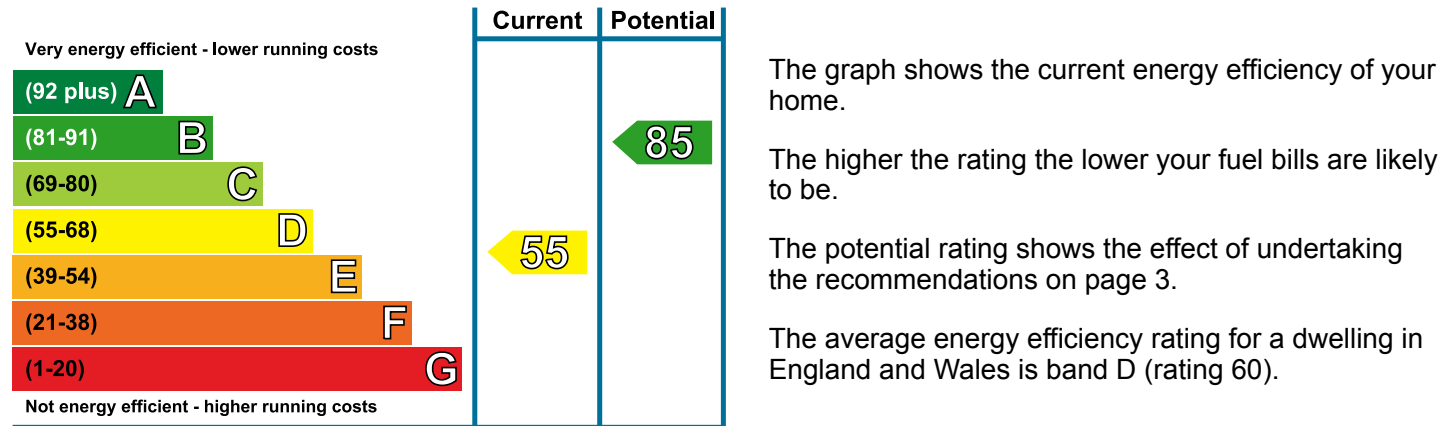 Current Potential
Very energy efficient - lower running costs
(92 plus) A
(81-91) B
(69-80) C
(55-68) D
(39-54) E
(21-38) F
(1-20) G
Not energy efficient - higher running costs
85
55
The graph shows the current energy efficiency of your
home.
The higher the rating the lower your fuel bills are likely
to be.
The potential rating shows the effect of undertaking
the recommendations on page 3.
The average energy efficiency rating for a dwelling in
England and Wales is band D (rating 60).